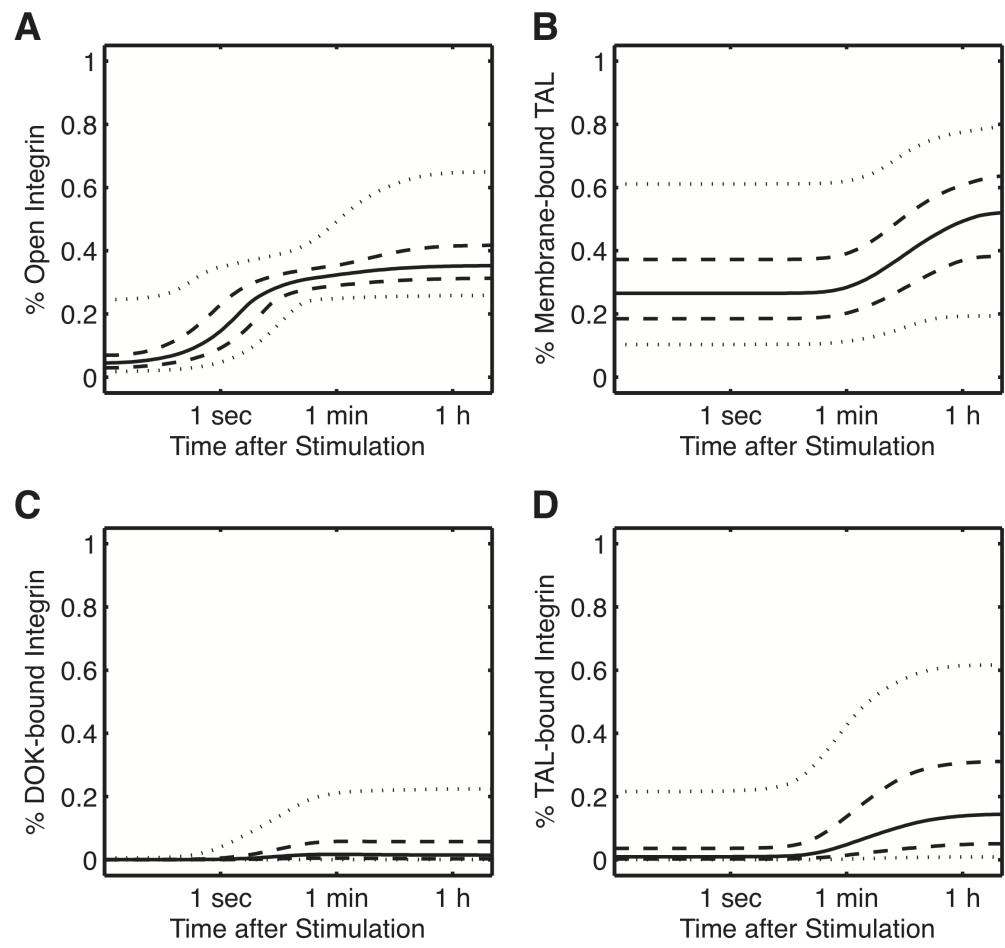 A
% Open Integrin
1
0.8
0.6
0.4
0.2
0
1 sec 1 min 1 h
Time after Stimulation
B
% Membrane-bound TAL
1
0.8
0.6
0.4
0.2
0
1 sec 1 min 1 h
Time after Stimulation
C
% DOK-bound Integrin
1
0.8
0.6
0.4
0.2
0
1 sec 1 min 1 h
Time after Stimulation
D
% TAL-bound Integrin
1
0.8
0.6
0.4
0.2
0
1 sec 1 min 1 h
Time after Stimulation